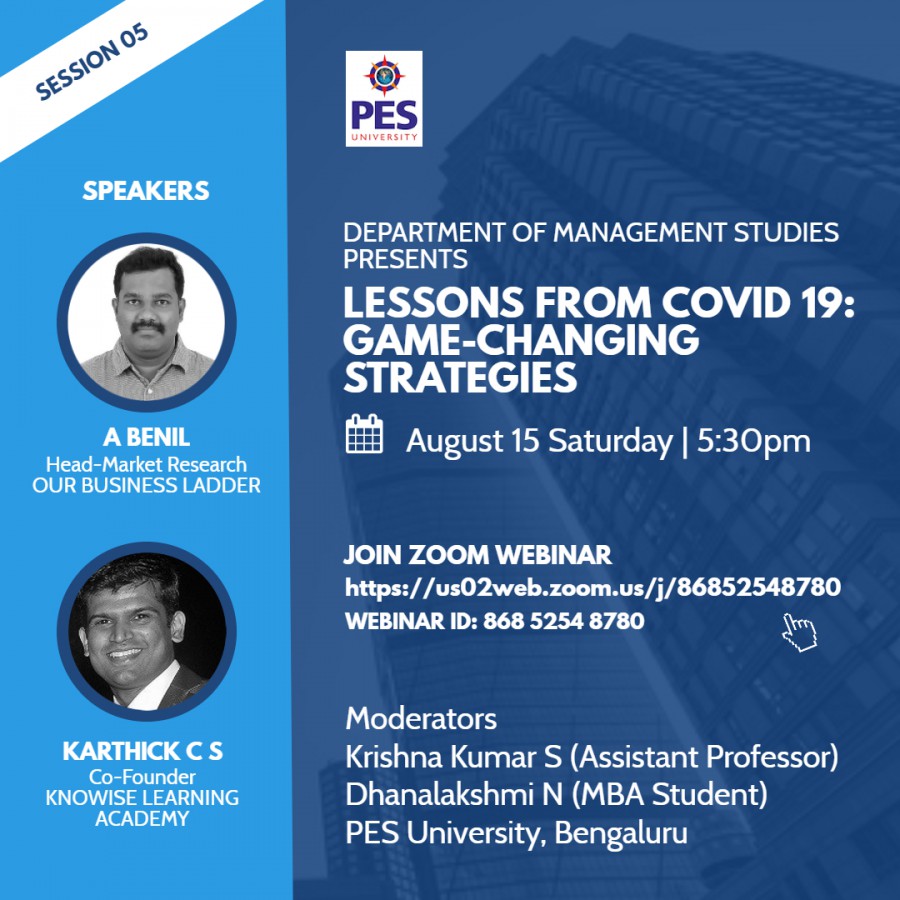 SESSION 05
SPEAKERS
A BENIL
Head-Market Research
OUR BUSINESS LADDER
KARTHICK C S
Co-Founder
KNOWISE LEARNING
ACADEMY
PES
UNIVERSITY
DEPARTMENT OF MANAGEMENT STUDIES
PRESENTS
LESSONS FROM COVID 19:
GAME-CHANGING
STRATEGIES
August 15 Saturday | 5:30pm
JOIN ZOOM WEBINAR
https://us02web.zoom.us/j/86852548780
WEBINAR ID: 868 5254 8780
Moderators
Krishna Kumar S (Assistant Professor)
Dhanalakshmi N (MBA Student)
PES University, Bengaluru